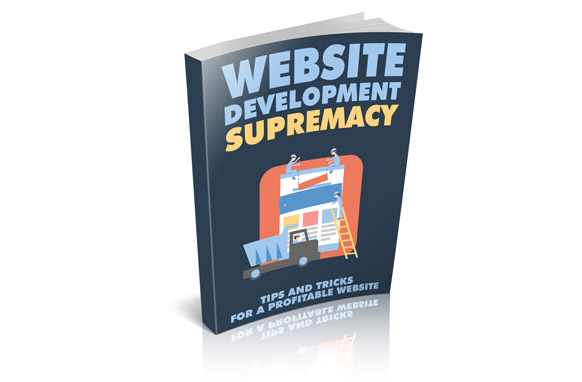 WEBSITE
DEVELOPMENT
SUPREMACY
TIPS AND TRICKS
FOR A PROFITABLE WEBSITE